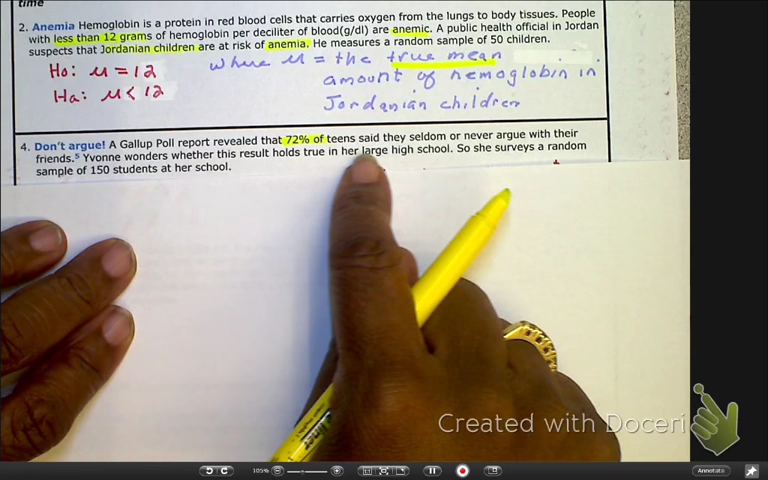 time
2. Anemia Hemoglobin is a protein in red blood cells that carries oxygen from the lungs to body tissues. People
with less than 12 grams of hemoglobin per deciliter of blood(g/dl) are anemic. A public health official in Jordan
suspects that Jordanian children are at risk of anemia. He measures a random sample of 50 children.
Ho: μ = 12
Ha: μ < 12
where μ = the true mean
amount of hemoglobin in
Jordanian children
4. Don't argue! A Gallup Poll report revealed that 72% of teens said they seldom or never argue with their
friends.⁵ Yvonne wonders whether this result holds true in her large high school. So she surveys a random
sample of 150 students at her school.
Created with Doceri
105%
Annotate